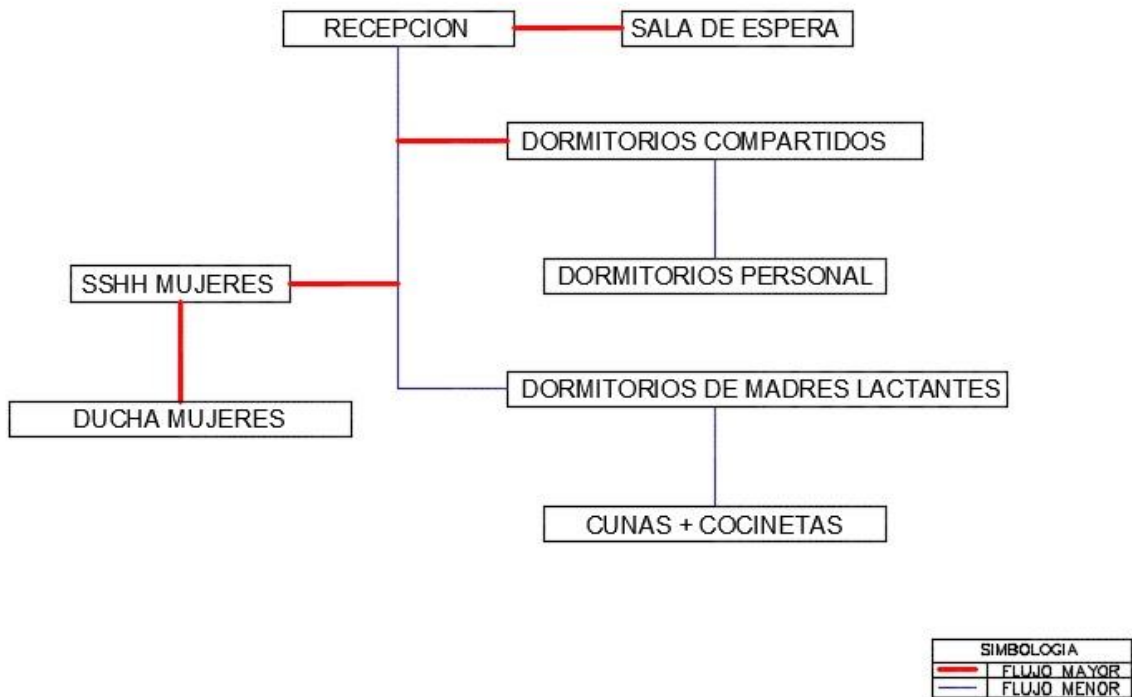 RECEPCION
SALA DE ESPERA
DORMITORIOS COMPARTIDOS
DORMITORIOS PERSONAL
SSHH MUJERES
DORMITORIOS DE MADRES LACTANTES
DUCHA MUJERES
CUNAS + COCINETAS
SIMBOLOGIA
FLUJO MAYOR
FLUJO MENOR